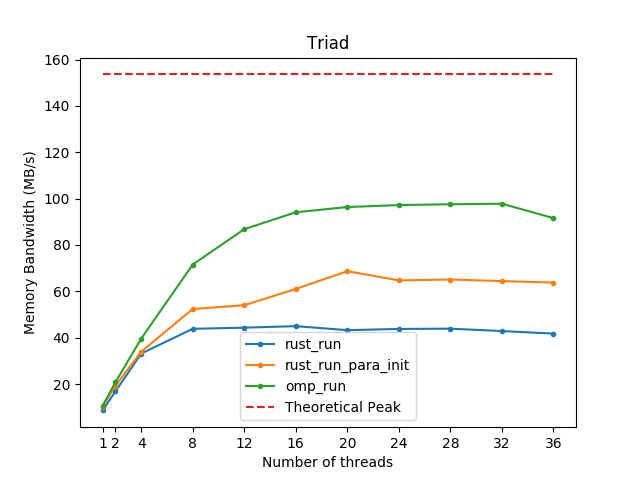 Triad
Memory Bandwidth (MB/s)
160
140
120
100
80
60
40
20
rust_run
rust_run_para_init
omp_run
Theoretical Peak
1 2 4 8 12 16 20 24 28 32 36
Number of threads